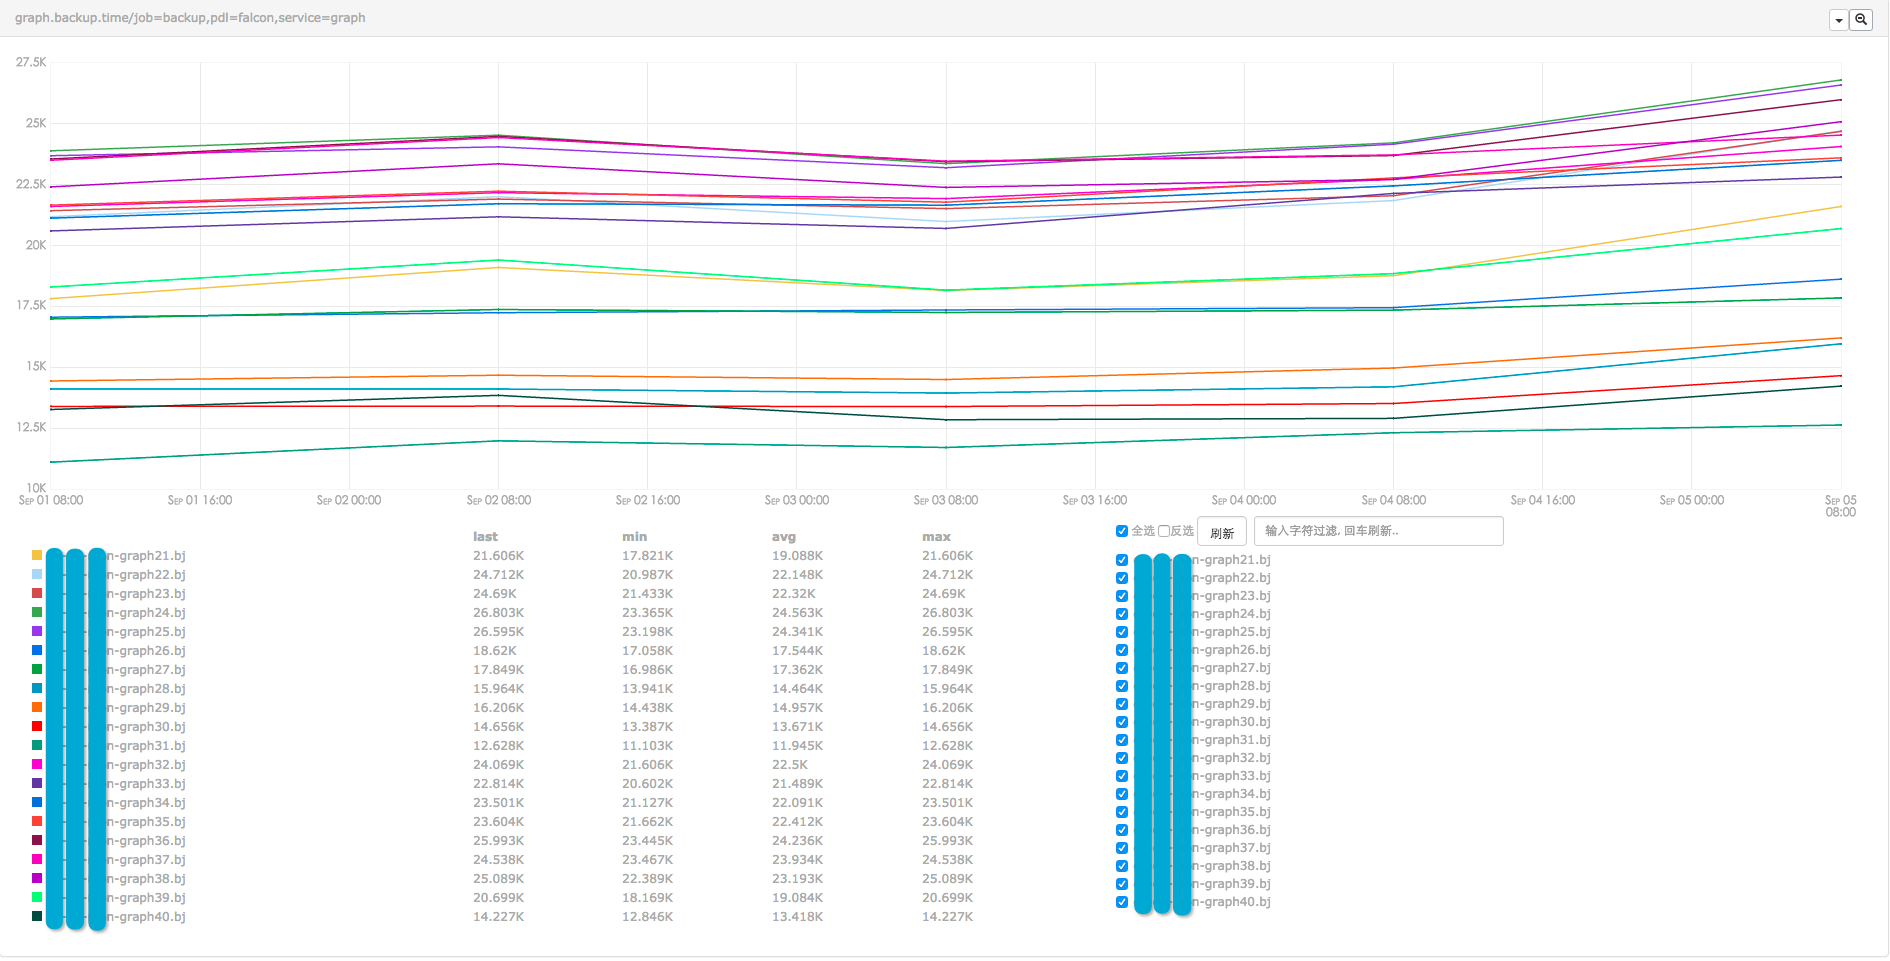 graph.backup.time/job=backup,pdl=falcon,service=graph
27.5K
25K
22.5K
20K
17.5K
15K
12.5K
10K
Sep 01 08:00 Sep 01 16:00 Sep 02 00:00 Sep 02 08:00 Sep 02 16:00 Sep 03 00:00 Sep 03 08:00 Sep 03 16:00 Sep 04 00:00 Sep 04 08:00 Sep 04 16:00 Sep 05 00:00 Sep 05 08:00
last min avg max
n-graph21.bj 21.606K 17.821K 19.088K 21.606K
n-graph22.bj 24.712K 20.987K 22.148K 24.712K
n-graph23.bj 24.69K 21.433K 22.32K 24.69K
n-graph24.bj 26.803K 23.365K 24.563K 26.803K
n-graph25.bj 26.595K 23.198K 24.341K 26.595K
n-graph26.bj 18.62K 17.058K 17.544K 18.62K
n-graph27.bj 17.849K 16.986K 17.362K 17.849K
n-graph28.bj 15.964K 13.941K 14.464K 15.964K
n-graph29.bj 16.206K 14.438K 14.957K 16.206K
n-graph30.bj 14.656K 13.387K 13.671K 14.656K
n-graph31.bj 12.628K 11.103K 11.945K 12.628K
n-graph32.bj 24.069K 21.606K 22.5K 24.069K
n-graph33.bj 22.814K 20.602K 21.489K 22.814K
n-graph34.bj 23.501K 21.127K 22.091K 23.501K
n-graph35.bj 23.604K 21.662K 22.412K 23.604K
n-graph36.bj 25.993K 23.445K 24.236K 25.993K
n-graph37.bj 24.538K 23.467K 23.934K 24.538K
n-graph38.bj 25.089K 22.389K 23.193K 25.089K
n-graph39.bj 20.699K 18.169K 19.084K 20.699K
n-graph40.bj 14.227K 12.846K 13.418K 14.227K
全选 反选 刷新 输入字符过滤, 回车刷新..
n-graph21.bj
n-graph22.bj
n-graph23.bj
n-graph24.bj
n-graph25.bj
n-graph26.bj
n-graph27.bj
n-graph28.bj
n-graph29.bj
n-graph30.bj
n-graph31.bj
n-graph32.bj
n-graph33.bj
n-graph34.bj
n-graph35.bj
n-graph36.bj
n-graph37.bj
n-graph38.bj
n-graph39.bj
n-graph40.bj